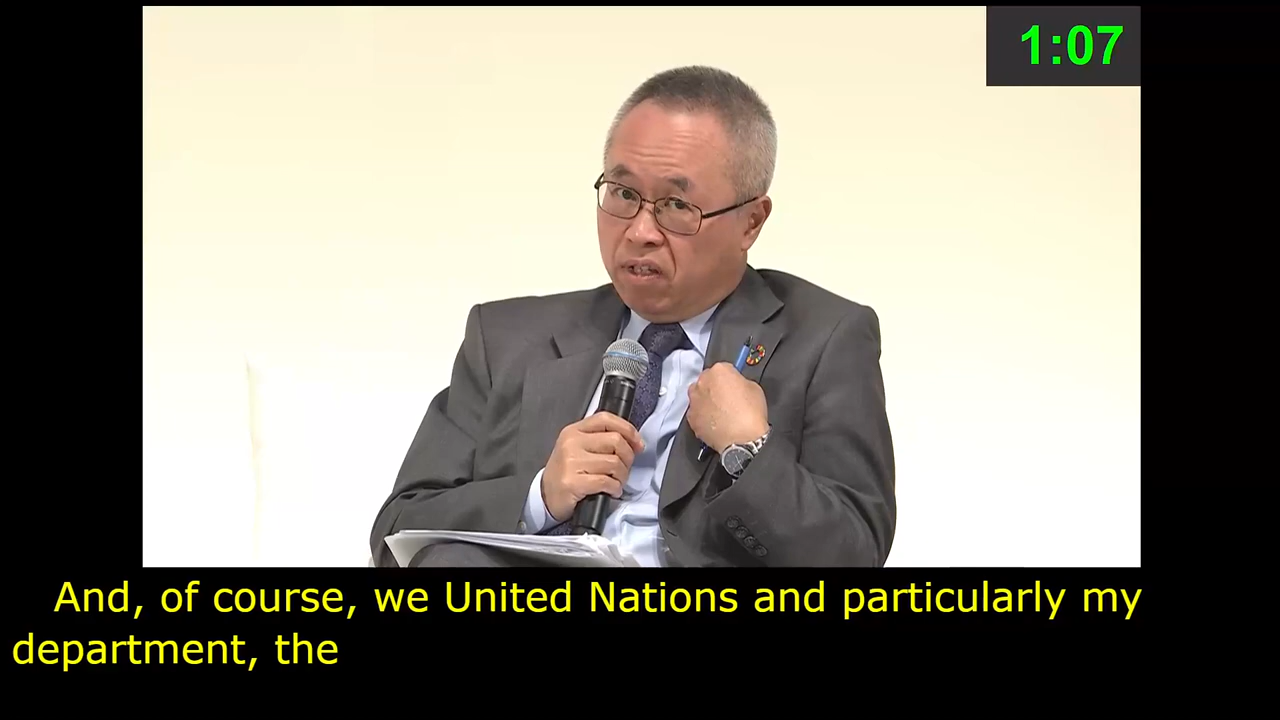 1:07
And, of course, we United Nations and particularly my
department, the